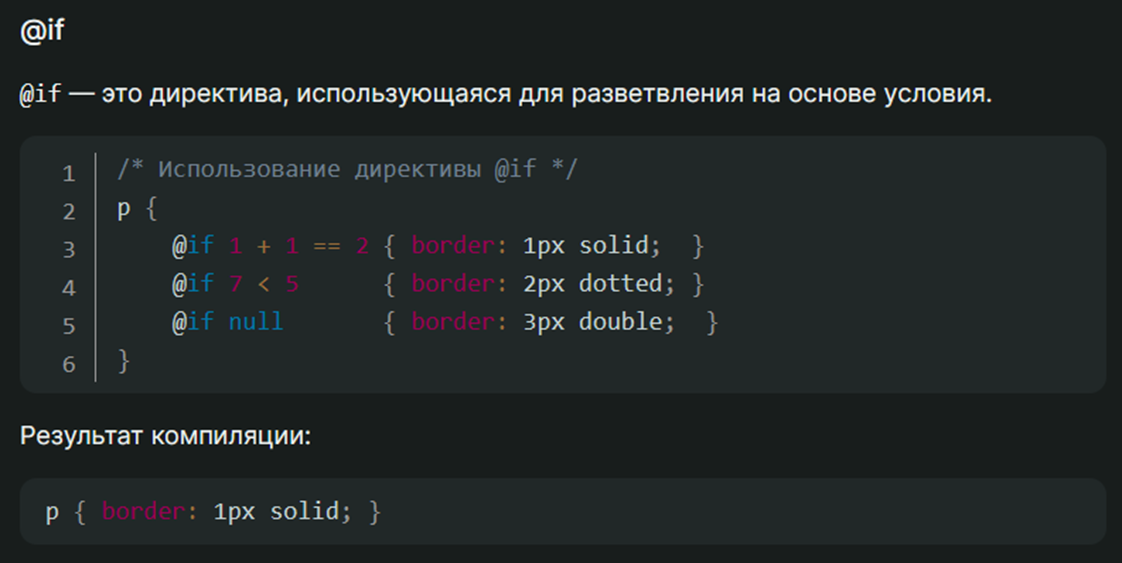 @if
@if — это директива, использующаяся для разветвления на основе условия.
1 /* Использование директивы @if */
2 p {
3 @if 1 + 1 == 2 { border: 1px solid; }
4 @if 7 < 5 { border: 2px dotted; }
5 @if null { border: 3px double; }
6 }
Результат компиляции:
p { border: 1px solid; }